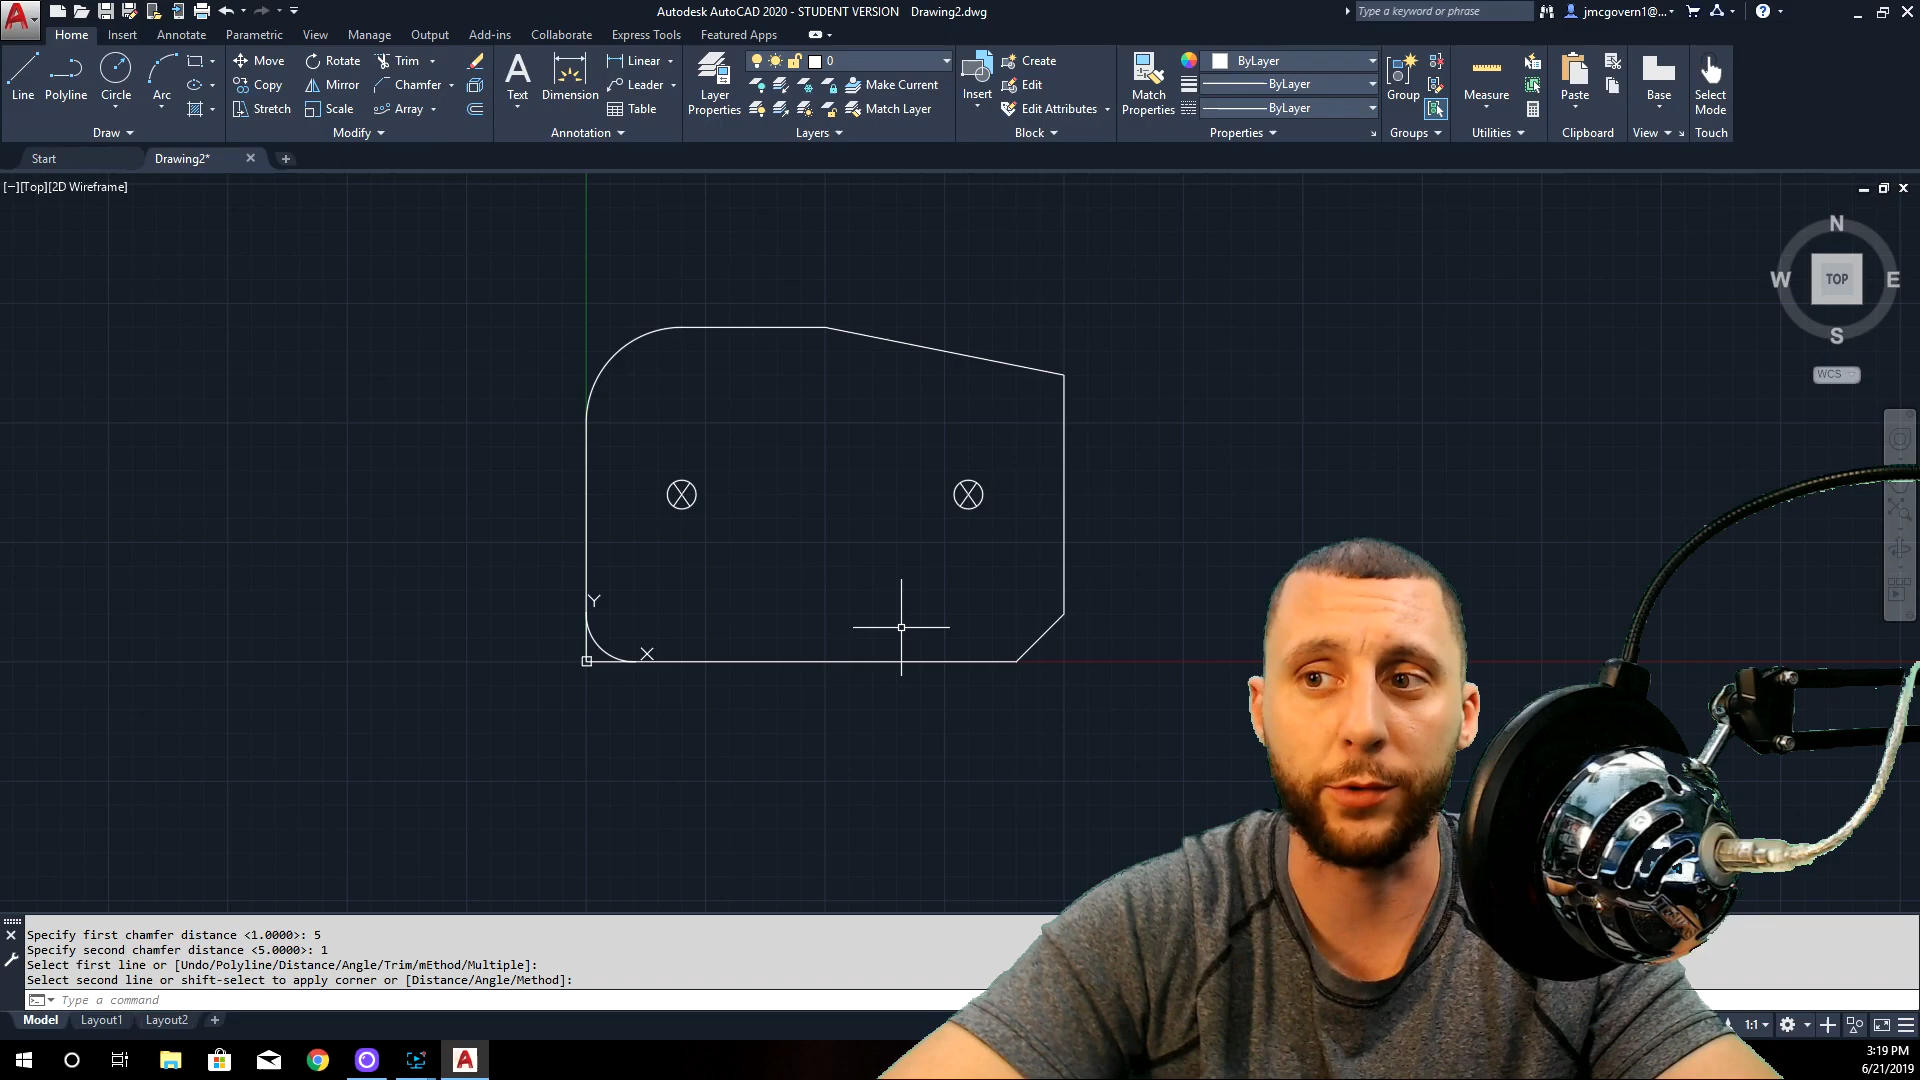 Autodesk AutoCAD 2020 - STUDENT VERSION Drawing2.dwg
Type a keyword or phrase
jmcgovern1@...
Home Insert Annotate Parametric View Manage Output Add-ins Collaborate Express Tools Featured Apps
Line Polyline Circle Arc
Draw
Move Rotate Trim
Copy Mirror Chamfer
Stretch Scale Array
Modify
Text Dimension
Linear
Leader
Table
Annotation
Layer Properties
0
Make Current
Match Layer
Layers
Insert
Create
Edit
Edit Attributes
Block
Match Properties
ByLayer
ByLayer
ByLayer
Properties
Group
Groups
Measure
Utilities
Paste
Clipboard
Base
View
Select Mode
Touch
Start Drawing2*
[−][Top][2D Wireframe]
N
W TOP E
S
WCS
Y
X
Specify first chamfer distance <1.0000>: 5
Specify second chamfer distance <5.0000>: 1
Select first line or [Undo/Polyline/Distance/Angle/Trim/mEthod/Multiple]:
Select second line or shift-select to apply corner or [Distance/Angle/Method]:
Type a command
Model Layout1 Layout2
1:1
3:19 PM
6/21/2019